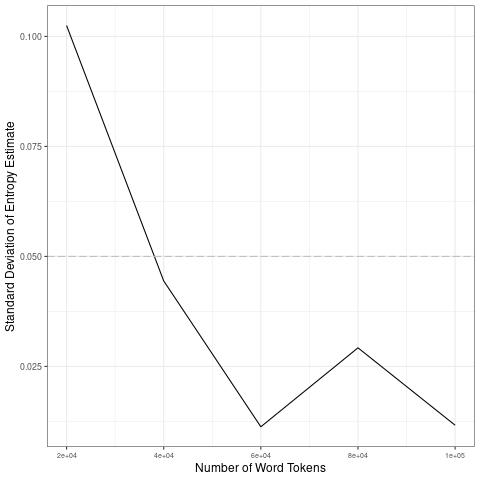 Standard Deviation of Entropy Estimate
0.100
0.075
0.050
0.025
2e+04 4e+04 6e+04 8e+04 1e+05
Number of Word Tokens